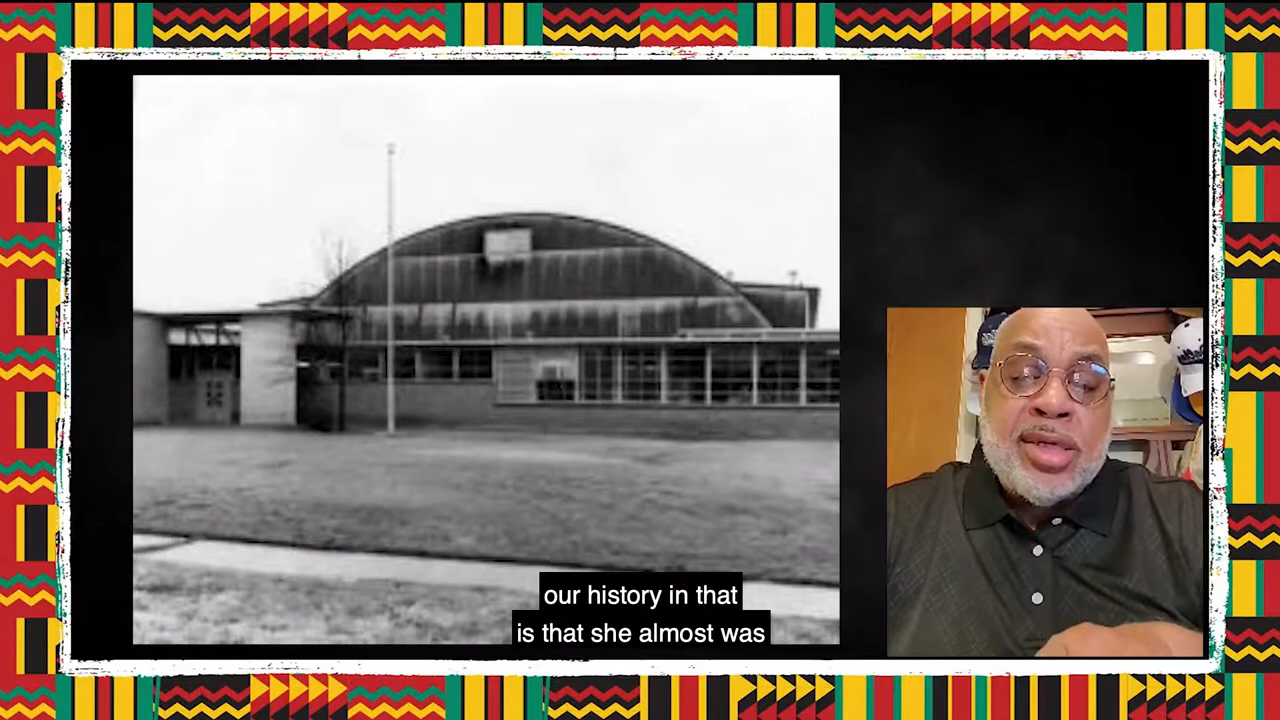 our history in that
is that she almost was